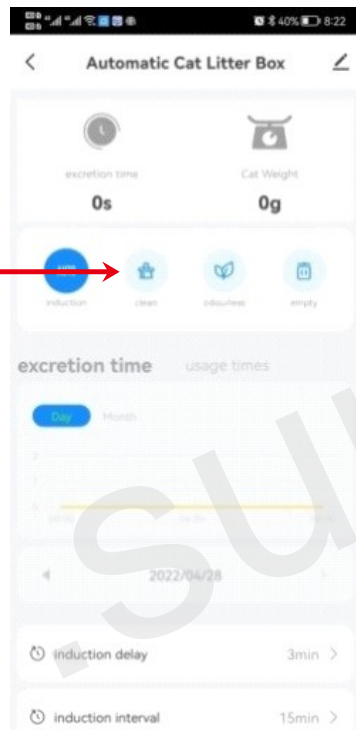 40% 8:22
Automatic Cat Litter Box
excretion time Cat Weight
0s 0g
induction clean odourless empty
excretion time usage times
Day Month
2022/04/28
induction delay 3min
induction interval 15min